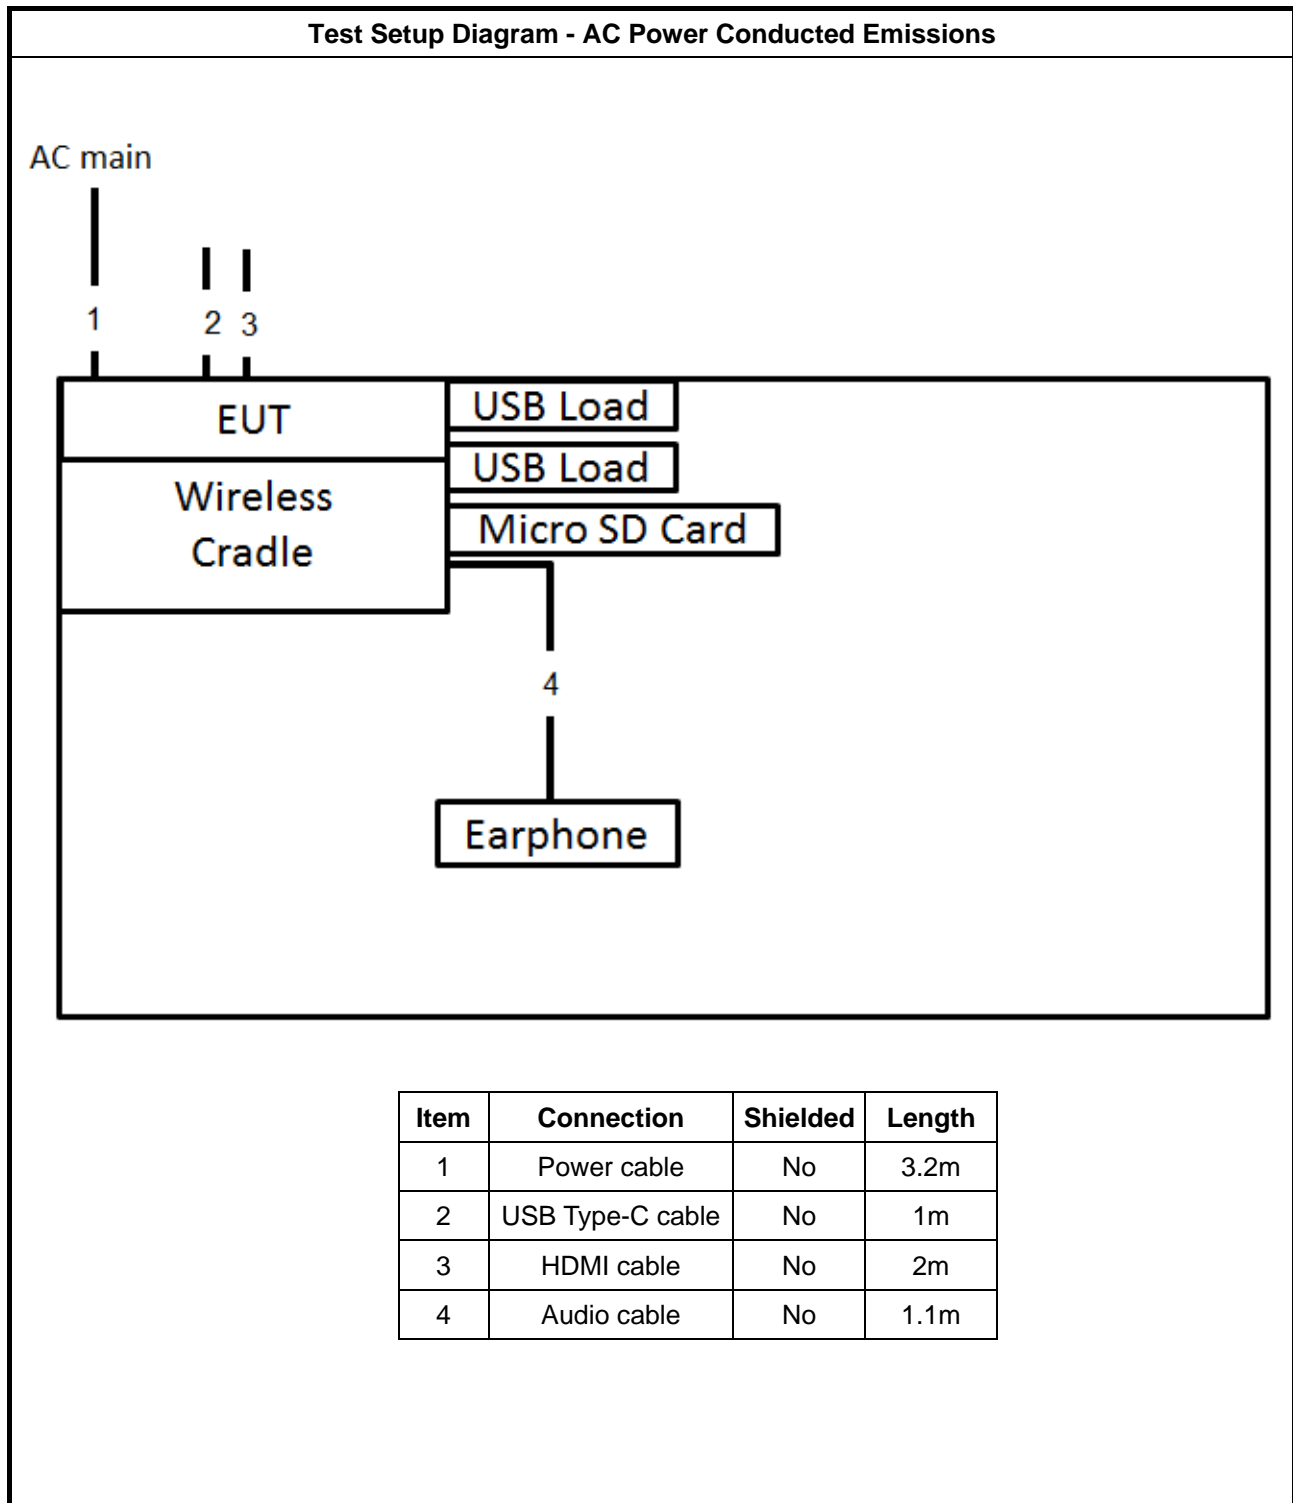 Test Setup Diagram - AC Power Conducted Emissions
AC main
1
2 3
EUT
USB Load
USB Load
Wireless
Cradle
Micro SD Card
4
Earphone
Item Connection Shielded Length
1 Power cable No 3.2m
2 USB Type-C cable No 1m
3 HDMI cable No 2m
4 Audio cable No 1.1m